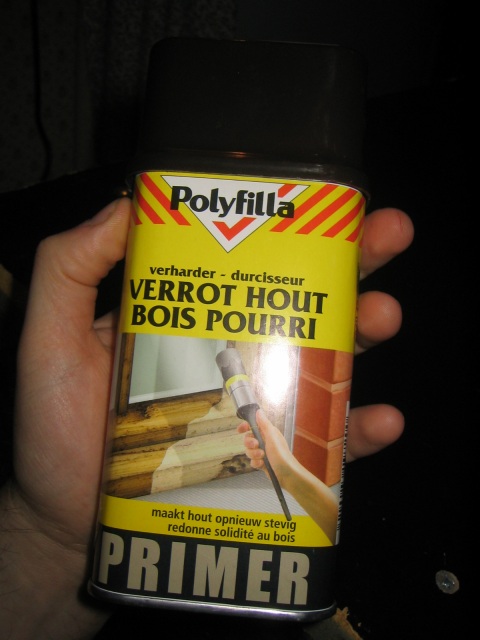 Polyfilla
verharder - durcisseur
VERROT HOUT
BOIS POURRI
maakt hout opnieuw stevig
redonne solidité au bois
PRIMER